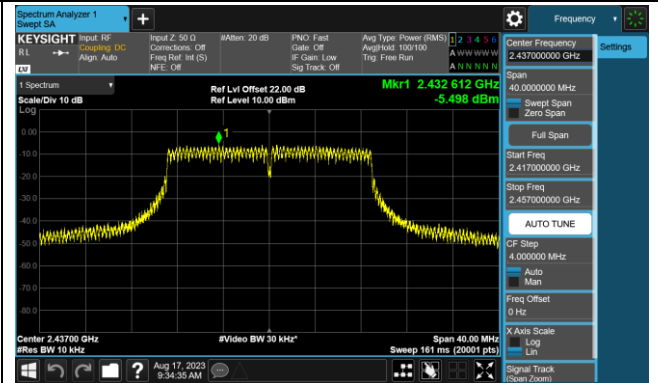 Spectrum Analyzer 1
Swept SA
+
Frequency
KEYSIGHT
RL
LXI
Input: RF
Coupling: DC
Align: Auto
Input Z: 50 Ω
Corrections: Off
Freq Ref: Int (S)
NFE: Off
#Atten: 20 dB
PNO: Fast
Gate: Off
IF Gain: Low
Sig Track: Off
Avg Type: Power (RMS)
Avg|Hold: 100/100
Trig: Free Run
1 2 3 4 5 6
A W W W W W
A N N N N N
1 Spectrum
Scale/Div 10 dB
Log
Ref Lvl Offset 22.00 dB
Ref Level 10.00 dBm
Mkr1 2.432 612 GHz
-5.498 dBm
1
0.00
-10.0
-20.0
-30.0
-40.0
-50.0
-60.0
-70.0
-80.0
Center 2.43700 GHz
#Res BW 10 kHz
#Video BW 30 kHz*
Span 40.00 MHz
Sweep 161 ms (20001 pts)
Center Frequency
2.437000000 GHz
Settings
Span
40.0000000 MHz
Swept Span
Zero Span
Full Span
Start Freq
2.417000000 GHz
Stop Freq
2.457000000 GHz
AUTO TUNE
CF Step
4.000000 MHz
Auto
Man
Freq Offset
0 Hz
X Axis Scale
Log
Lin
Signal Track
(Span Zoom)
?
Aug 17, 2023
9:34:35 AM